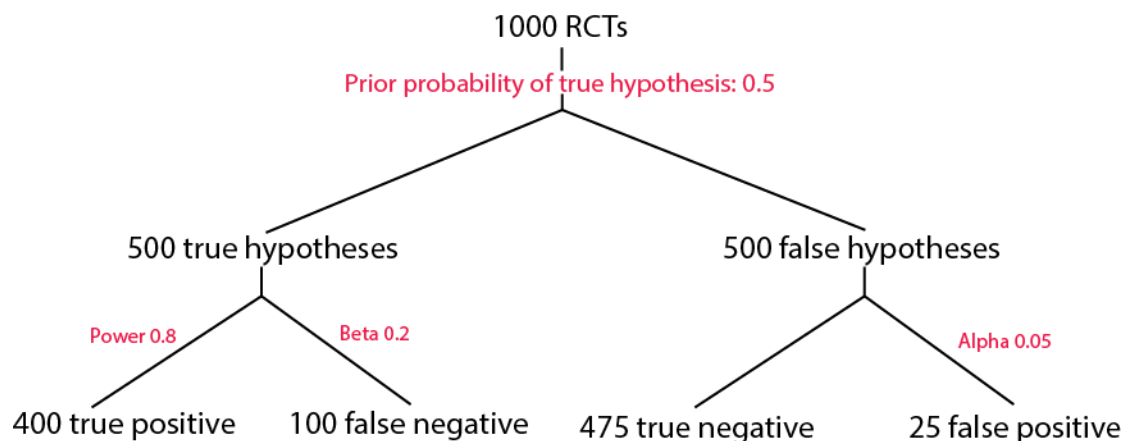 1000 RCTs
Prior probability of true hypothesis: 0.5
500 true hypotheses
500 false hypotheses
Power 0.8
Beta 0.2
Alpha 0.05
400 true positive
100 false negative
475 true negative
25 false positive